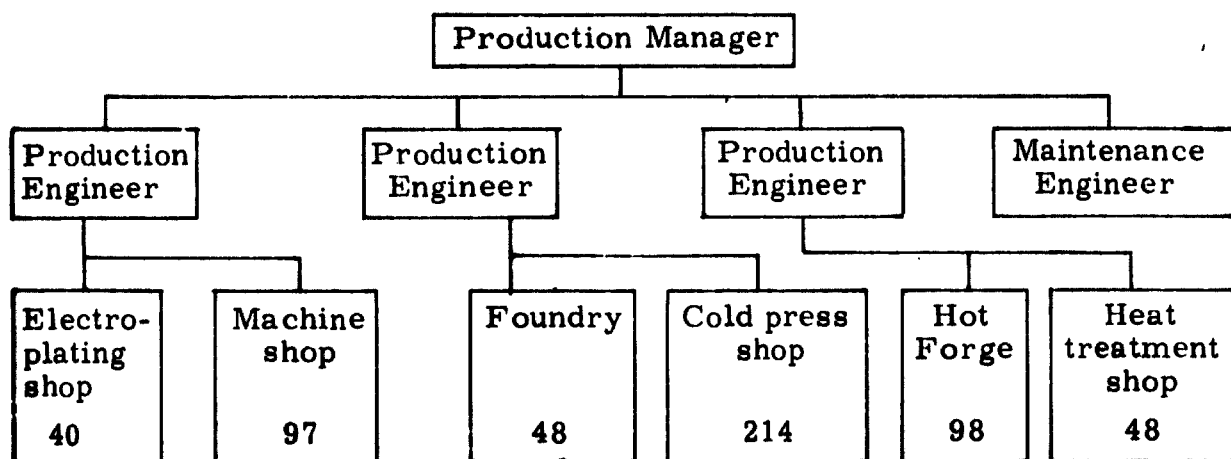 Production Manager
Production
Engineer
Production
Engineer
Production
Engineer
Maintenance
Engineer
Electro-
plating
shop
40
Machine
shop
97
Foundry
48
Cold press
shop
214
Hot
Forge
98
Heat
treatment
shop
48